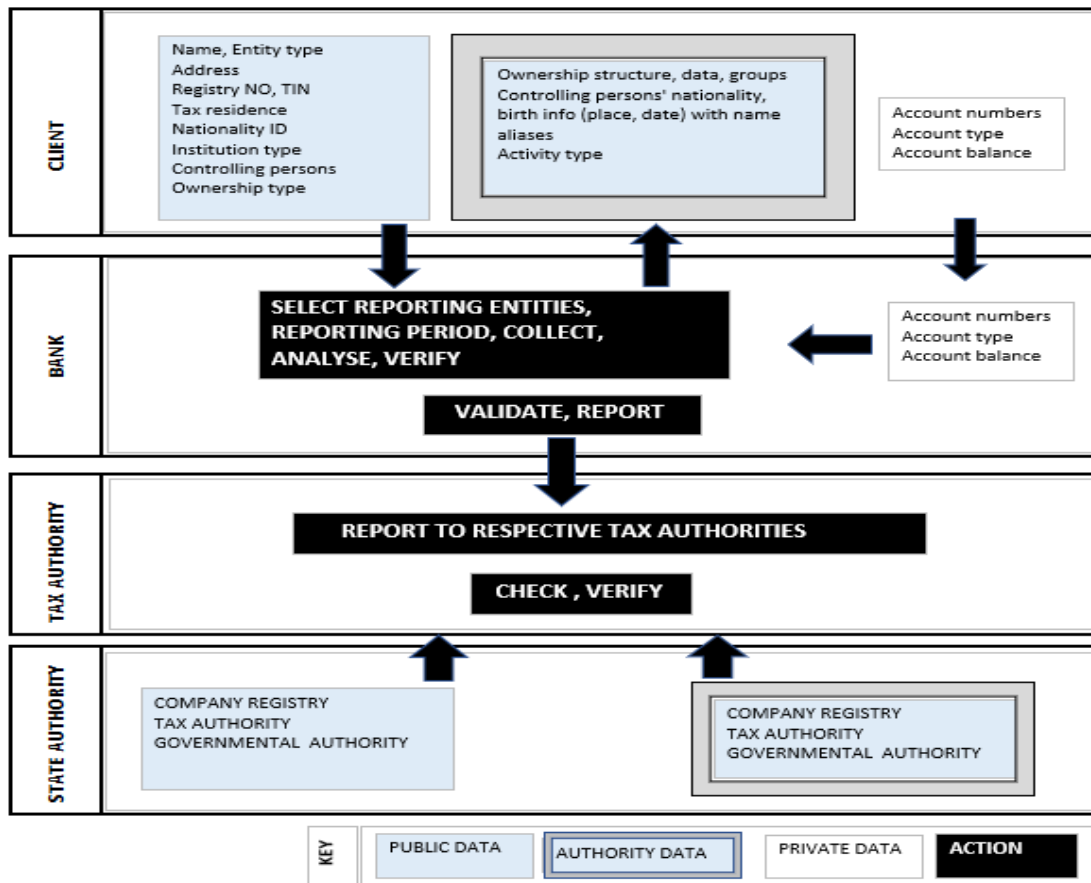 CLIENT
Name, Entity type
Address
Registry NO, TIN
Tax residence
Nationality ID
Institution type
Controlling persons
Ownership type
Ownership structure, data, groups
Controlling persons' nationality,
birth info (place, date) with name
aliases
Activity type
Account numbers
Account type
Account balance
BANK
SELECT REPORTING ENTITIES,
REPORTING PERIOD, COLLECT,
ANALYSE, VERIFY
Account numbers
Account type
Account balance
VALIDATE, REPORT
TAX AUTHORITY
REPORT TO RESPECTIVE TAX AUTHORITIES
CHECK , VERIFY
STATE AUTHORITY
COMPANY REGISTRY
TAX AUTHORITY
GOVERNMENTAL AUTHORITY
COMPANY REGISTRY
TAX AUTHORITY
GOVERNMENTAL AUTHORITY
KEY
PUBLIC DATA
AUTHORITY DATA
PRIVATE DATA
ACTION